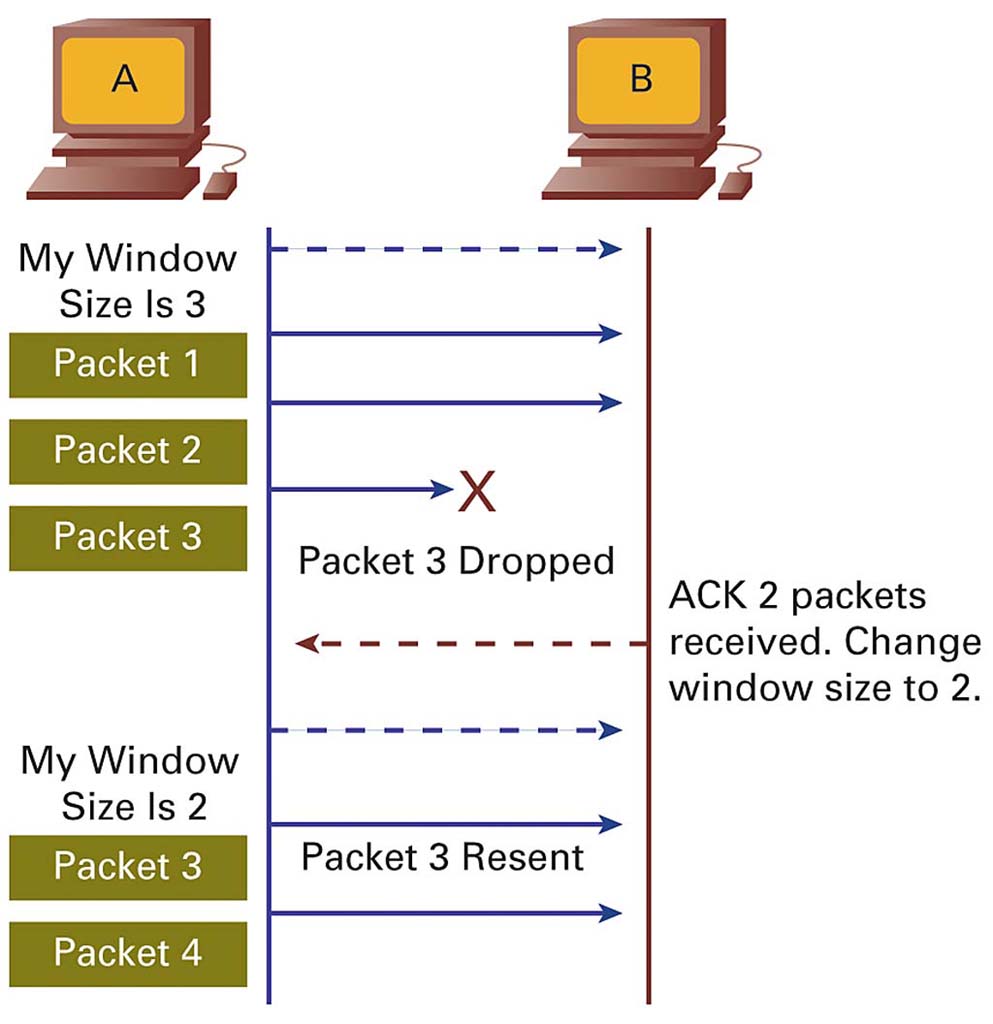 A
B
My Window
Size Is 3
Packet 1
Packet 2
X
Packet 3
Packet 3 Dropped
ACK 2 packets
received. Change
window size to 2.
My Window
Size Is 2
Packet 3
Packet 3 Resent
Packet 4